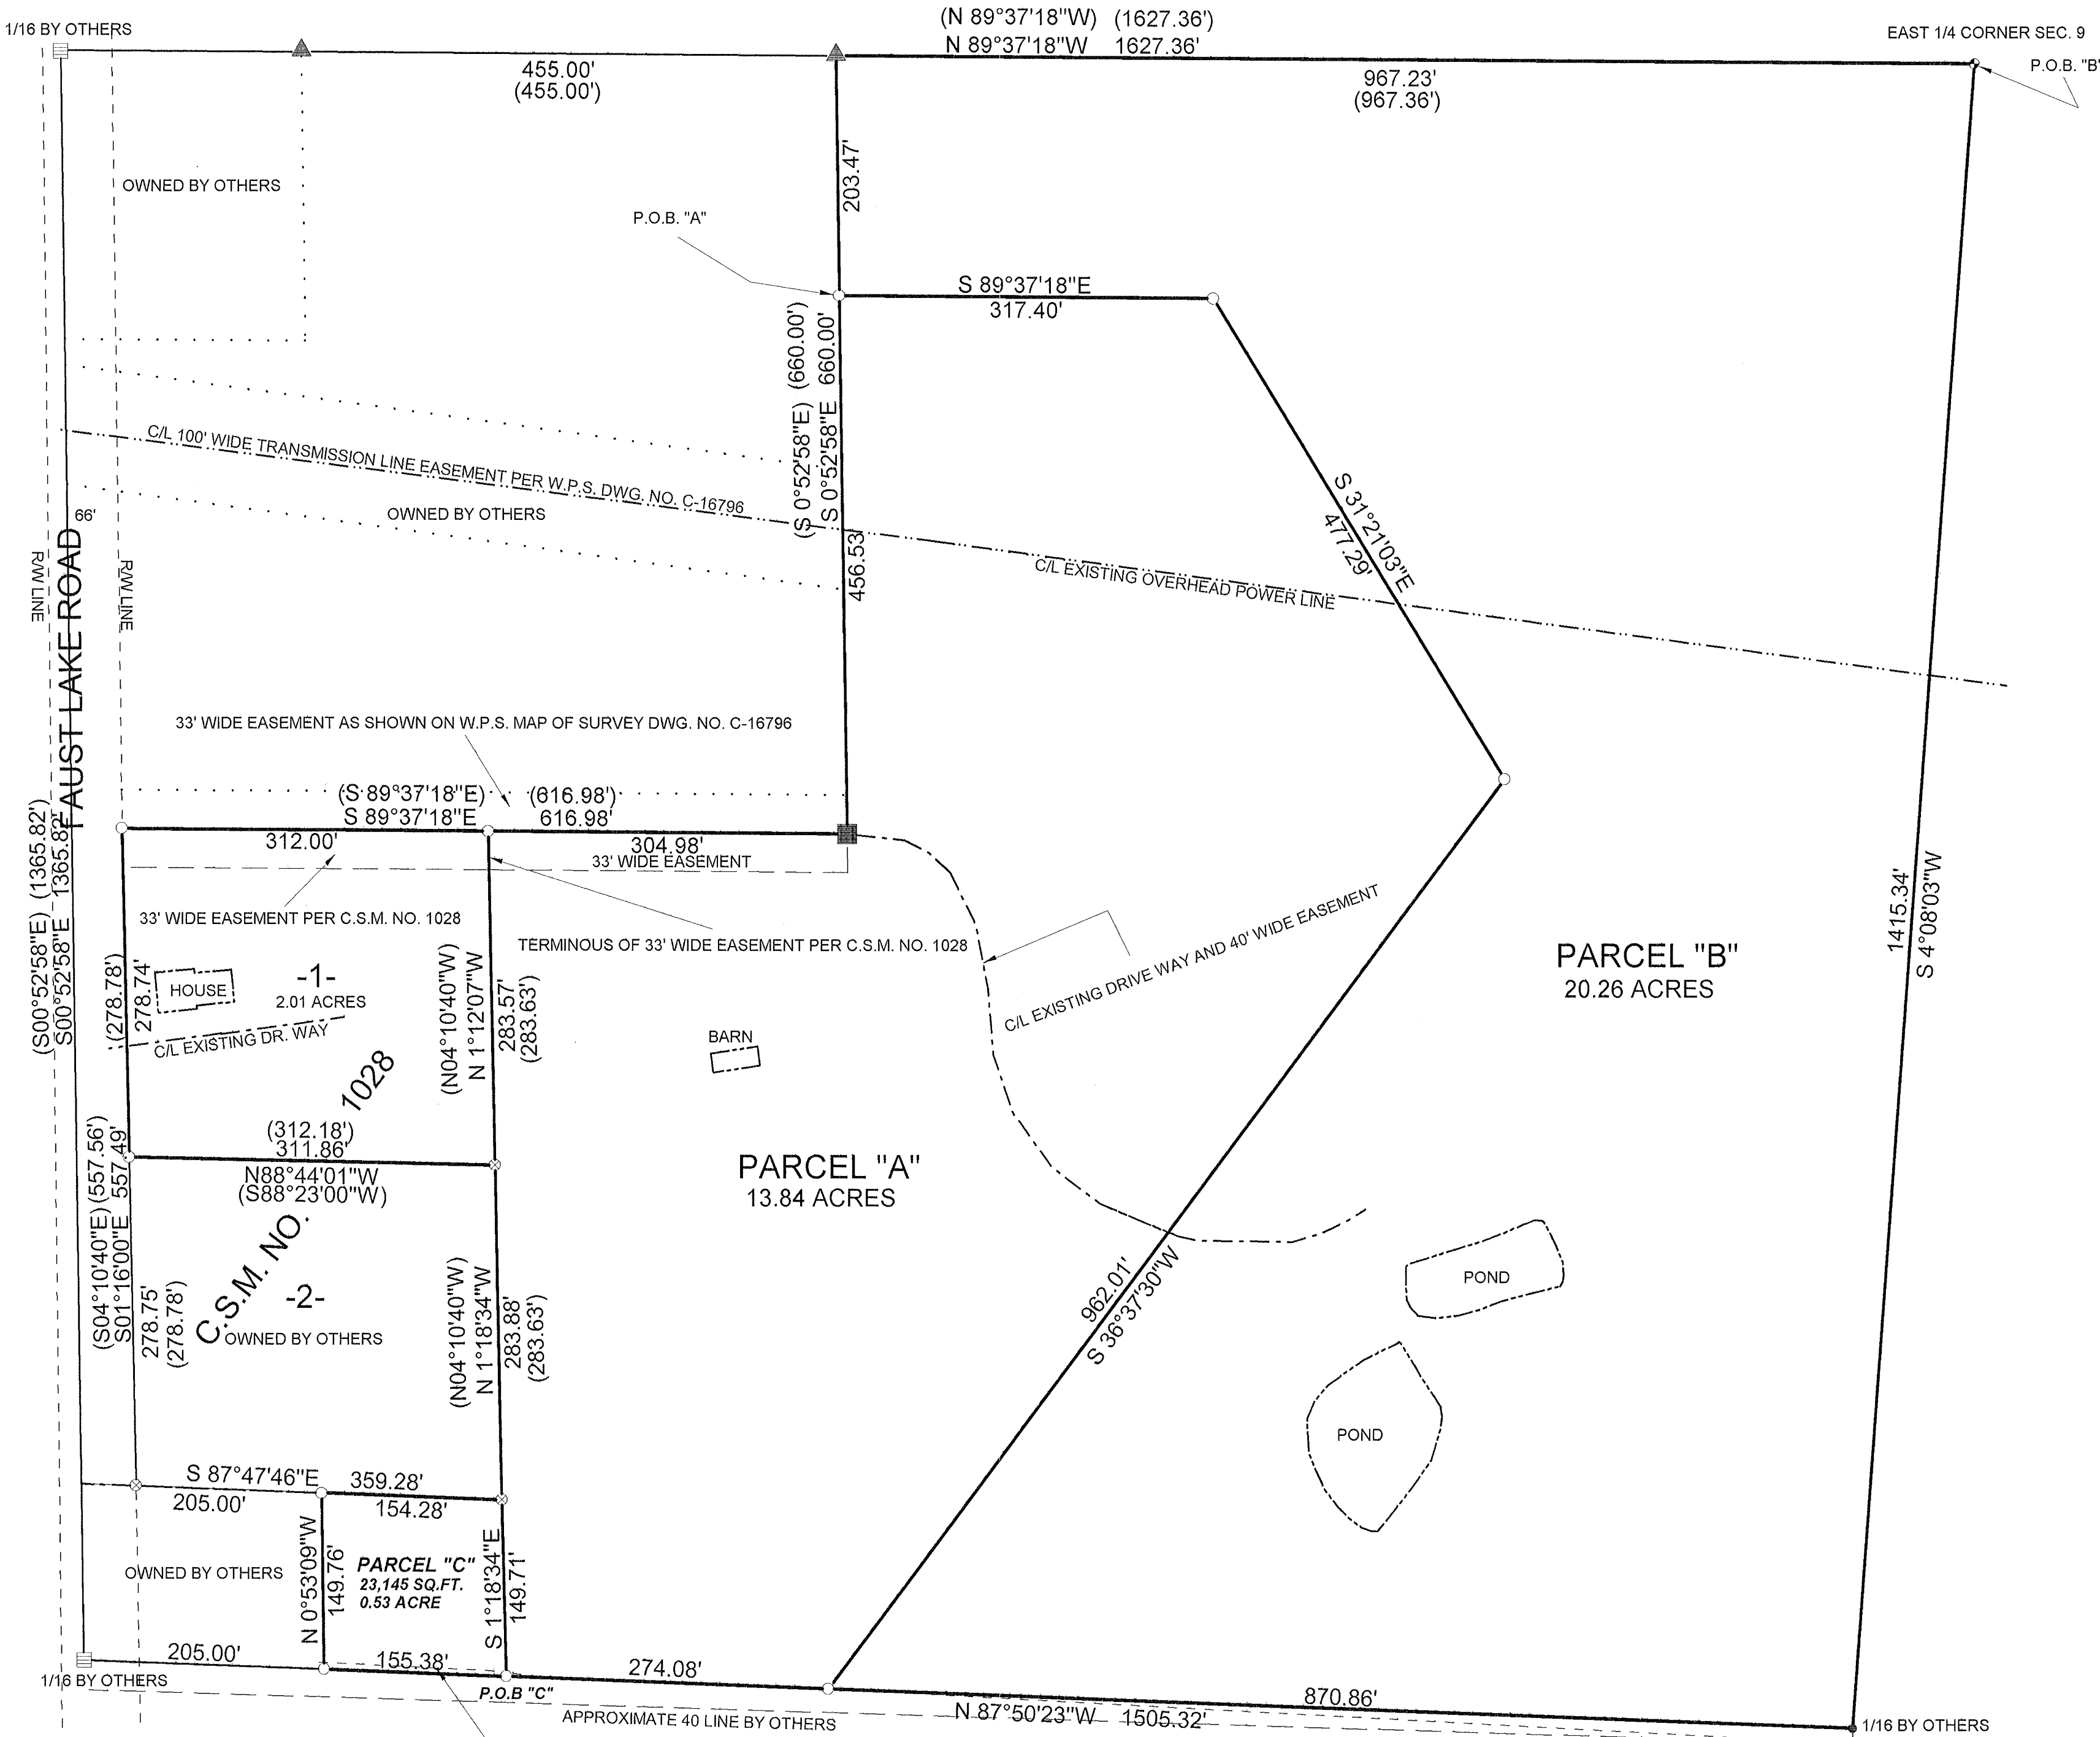 1/16 BY OTHERS
(N 89°37'18"W) (1627.36')
N 89°37'18"W 1627.36'
EAST 1/4 CORNER SEC. 9
P.O.B. "B"
455.00'
(455.00')
967.23'
(967.36')
OWNED BY OTHERS
203.47'
P.O.B. "A"
S 89°37'18"E
317.40'
(S 0°52'58"E) (660.00')
S 0°52'58"E 660.00'
456.53'
C/L 100' WIDE TRANSMISSION LINE EASEMENT PER W.P.S. DWG. NO. C-16796
OWNED BY OTHERS
S 31°21'03"E
477.29'
C/L EXISTING OVERHEAD POWER LINE
66'
R/W LINE
FAUST LAKE ROAD
R/W LINE
33' WIDE EASEMENT AS SHOWN ON W.P.S. MAP OF SURVEY DWG. NO. C-16796
(S 89°37'18"E) (616.98')
S 89°37'18"E 616.98'
312.00'
304.98'
33' WIDE EASEMENT
33' WIDE EASEMENT PER C.S.M. NO. 1028
TERMINOUS OF 33' WIDE EASEMENT PER C.S.M. NO. 1028
(S00°52'58"E) (1365.82')
S00°52'58"E 1365.82'
(278.78')
278.74'
HOUSE
-1-
2.01 ACRES
C/L EXISTING DR. WAY
(N04°10'40"W)
N 1°12'07"W
283.57'
(283.63')
BARN
C/L EXISTING DRIVE WAY AND 40' WIDE EASEMENT
PARCEL "B"
20.26 ACRES
1415.34'
S 4°08'03"W
C.S.M. NO. 1028
(312.18')
311.86'
N88°44'01"W
(S88°23'00"W)
PARCEL "A"
13.84 ACRES
(S04°10'40"E) (557.56')
S01°16'00"E 557.49'
278.75'
(278.78')
-2-
OWNED BY OTHERS
(N04°10'40"W)
N 1°18'34"W
283.88'
(283.63')
962.01'
S 36°37'30"W
POND
POND
S 87°47'46"E 359.28'
205.00'
154.28'
OWNED BY OTHERS
N 0°53'09"W
149.76'
PARCEL "C"
23,145 SQ.FT.
0.53 ACRE
S 1°18'34"E
149.71'
205.00'
155.38'
274.08'
870.86'
1/16 BY OTHERS
P.O.B "C"
APPROXIMATE 40 LINE BY OTHERS
N 87°50'23"W 1505.32'
1/16 BY OTHERS